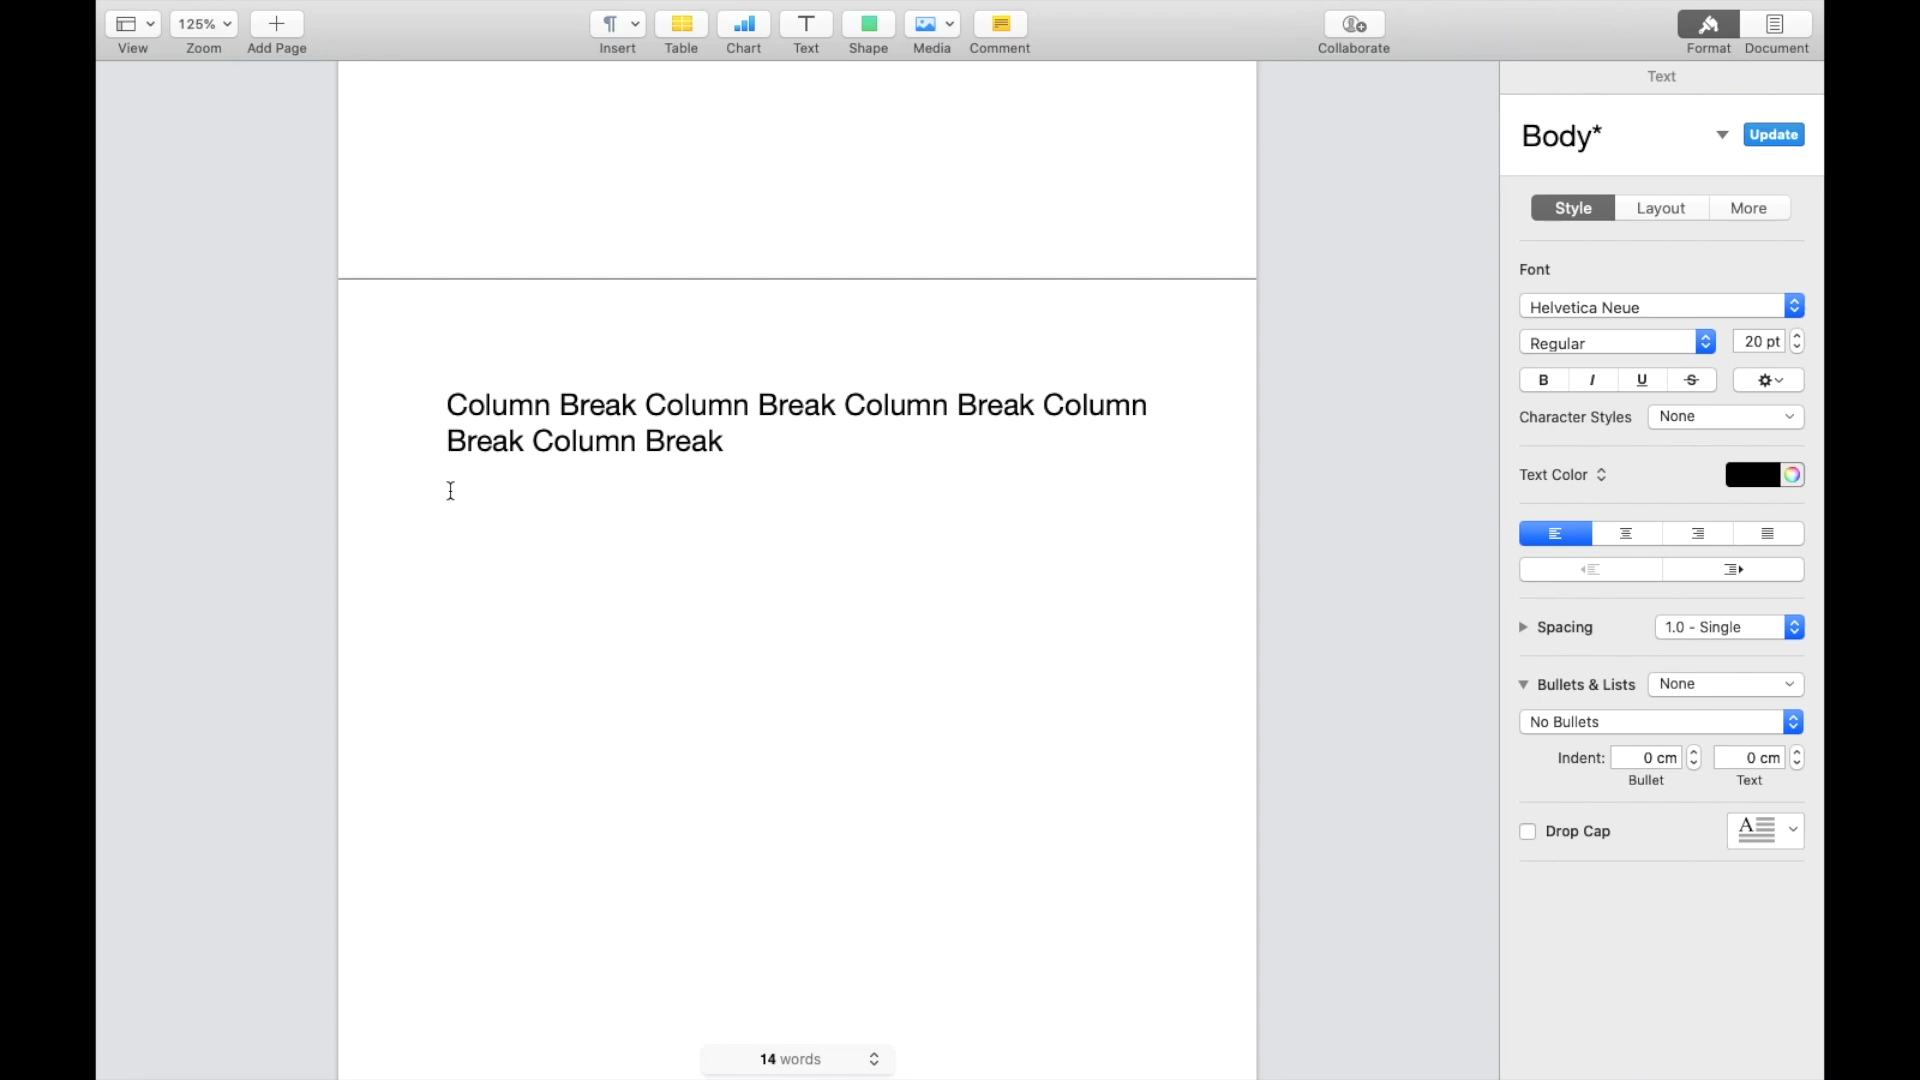 125%
View Zoom Add Page
Insert Table Chart Text Shape Media Comment
Collaborate
Format Document
Text
Body*
Update
Style Layout More
Font
Helvetica Neue
Regular
20 pt
B I U S
Character Styles
None
Text Color
Spacing
1.0 - Single
Bullets & Lists
None
No Bullets
Indent:
0 cm
0 cm
Bullet Text
Drop Cap
A
Column Break Column Break Column Break Column
Break Column Break
14 words